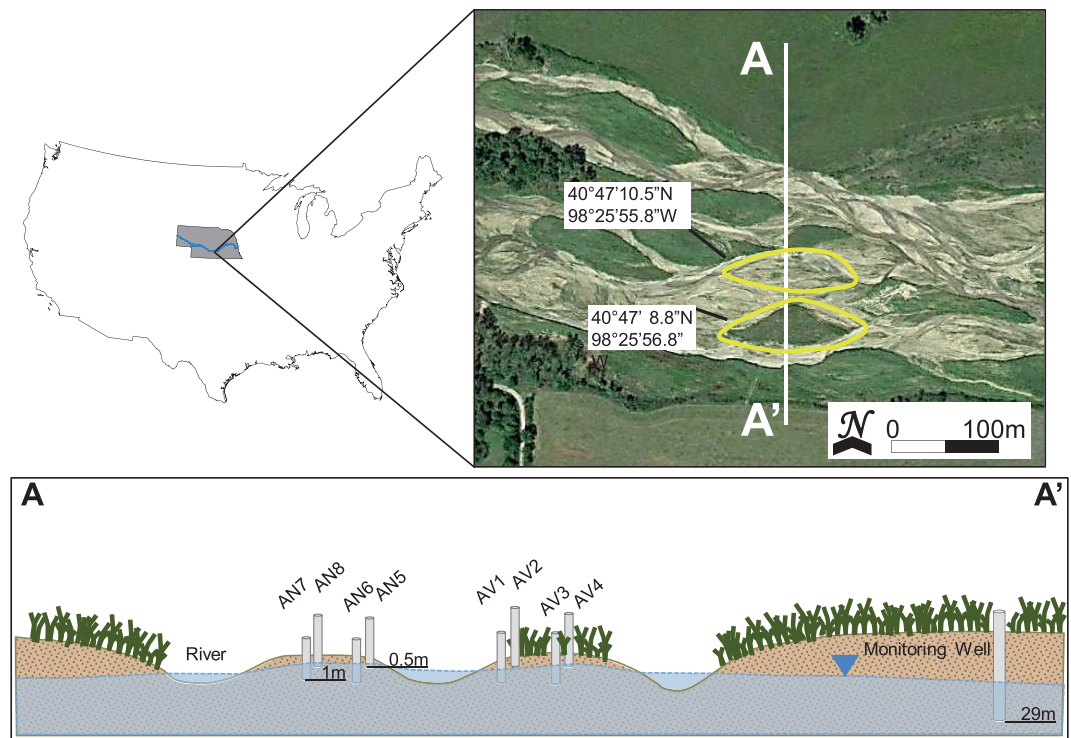 A
40°47'10.5”N
98°25'55.8”W
40°47' 8.8”N
98°25'56.8”
W
A’
N
0 100m
A
A’
AN7
AN8
AN6
AN5
AV1
AV2
AV3
AV4
River
0.5m
1m
Monitoring Well
29m